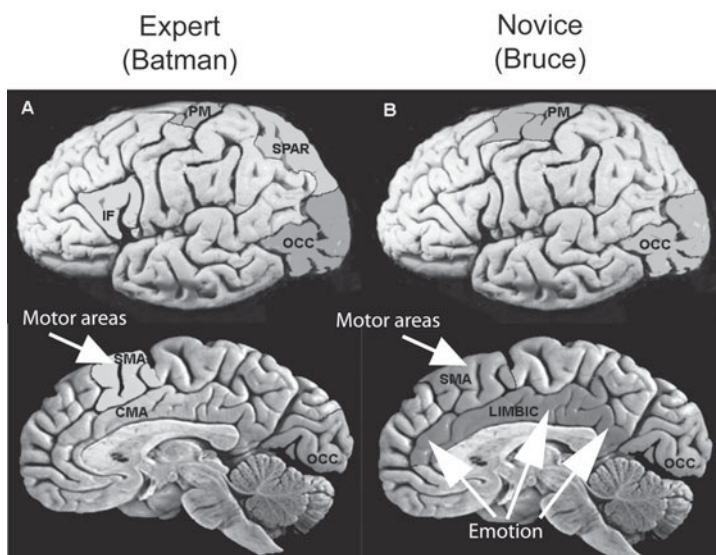 Expert
(Batman)
Novice
(Bruce)
A
PM
SPAR
IF
OCC
B
PM
OCC
Motor areas
SMA
CMA
OCC
Motor areas
SMA
LIMBIC
OCC
Emotion